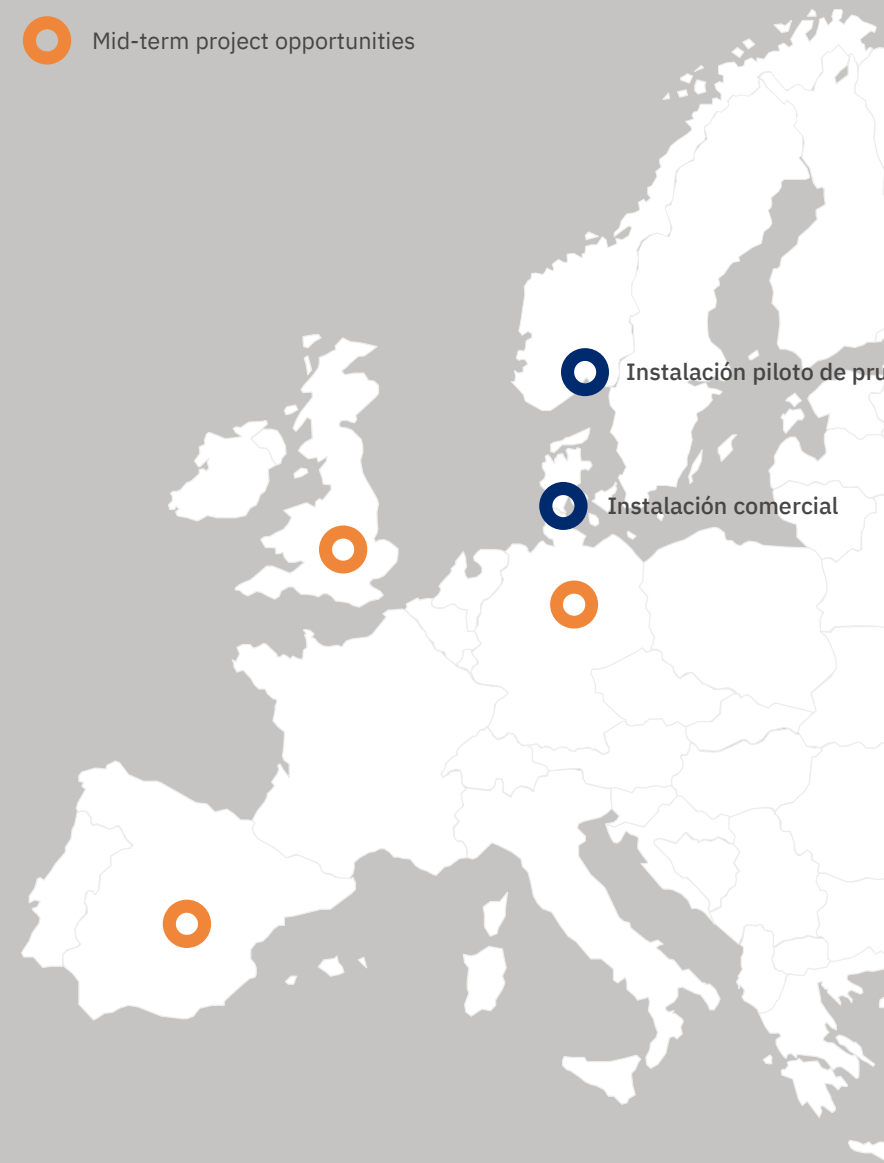 Mid-term project opportunities
Instalación piloto de pru
Instalación comercial